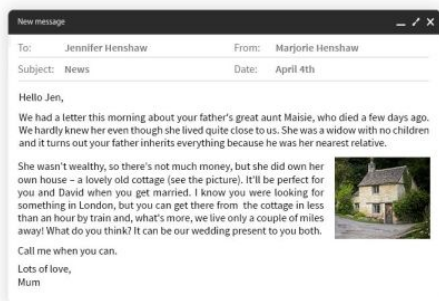 New message
To: Jennifer Henshaw From: Marjorie Henshaw
Subject: News Date: April 4th
Hello Jen,
We had a letter this morning about your father's great aunt Maisie, who died a few days ago.
We hardly knew her even though she lived quite close to us. She was a widow with no children
and it turns out your father inherits everything because he was her nearest relative.
She wasn't wealthy, so there's not much money, but she did own her
own house – a lovely old cottage (see the picture). It'll be perfect for
you and David when you get married. I know you were looking for
something in London, but you can get there from the cottage in less
than an hour by train and, what's more, we live only a couple of miles
away! What do you think? It can be our wedding present to you both.
Call me when you can.
Lots of love,
Mum